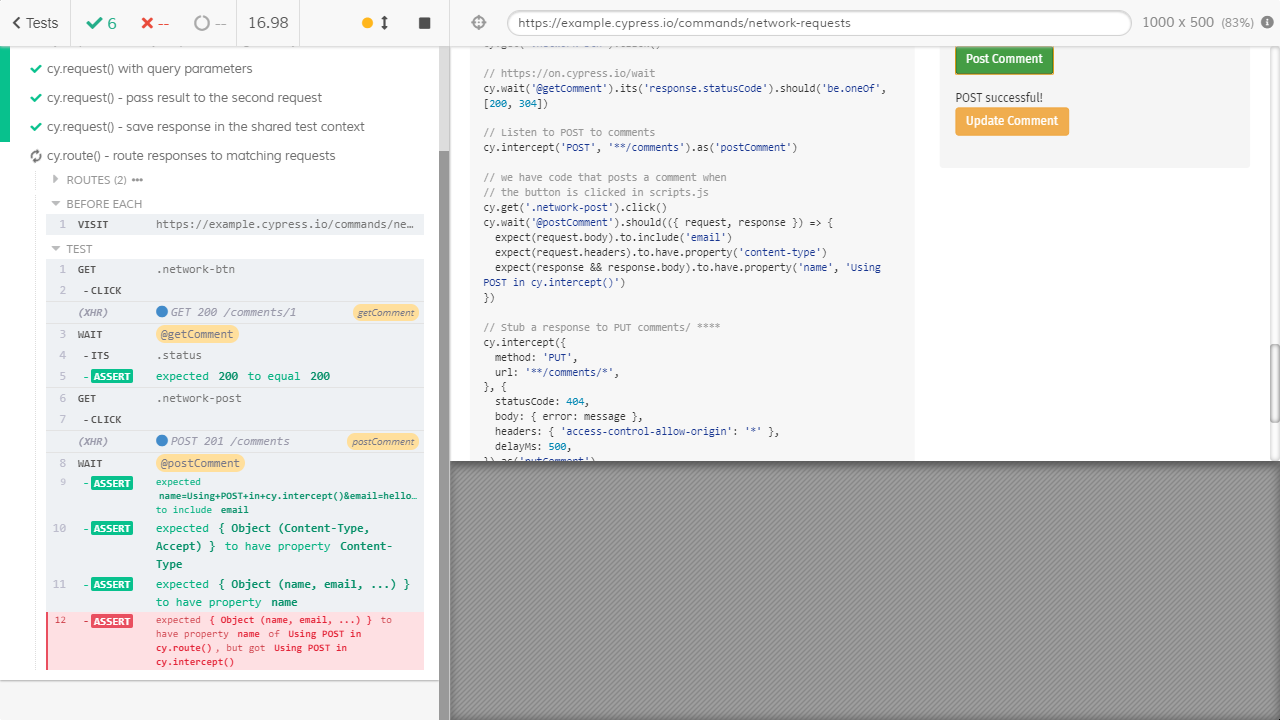 Tests
6
--
--
16.98
https://example.cypress.io/commands/network-requests
1000 x 500 (83%)
cy.request() with query parameters
cy.request() - pass result to the second request
cy.request() - save response in the shared test context
cy.route() - route responses to matching requests
ROUTES (2)
BEFORE EACH
1 VISIT https://example.cypress.io/commands/ne…
TEST
1 GET .network-btn
2 - CLICK
(XHR) GET 200 /comments/1 getComment
3 WAIT @getComment
4 - ITS .status
5 - ASSERT expected 200 to equal 200
6 GET .network-post
7 - CLICK
(XHR) POST 201 /comments postComment
8 WAIT @postComment
9 - ASSERT expected
name=Using+POST+in+cy.intercept()&email=hello…
to include email
10 - ASSERT expected { Object (Content-Type,
Accept) } to have property Content-
Type
11 - ASSERT expected { Object (name, email, ...) }
to have property name
12 - ASSERT expected { Object (name, email, ...) } to
have property name of Using POST in
cy.route() , but got Using POST in
cy.intercept()
// https://on.cypress.io/wait
cy.wait('@getComment').its('response.statusCode').should('be.oneOf',
[200, 304])
// Listen to POST to comments
cy.intercept('POST', '**/comments').as('postComment')
// we have code that posts a comment when
// the button is clicked in scripts.js
cy.get('.network-post').click()
cy.wait('@postComment').should(({ request, response }) => {
expect(request.body).to.include('email')
expect(request.headers).to.have.property('content-type')
expect(response && response.body).to.have.property('name', 'Using
POST in cy.intercept()')
})
// Stub a response to PUT comments/ ****
cy.intercept({
method: 'PUT',
url: '**/comments/*',
}, {
statusCode: 404,
body: { error: message },
headers: { 'access-control-allow-origin': '*' },
delayMs: 500,
}).as('putComment')
Post Comment
POST successful!
Update Comment